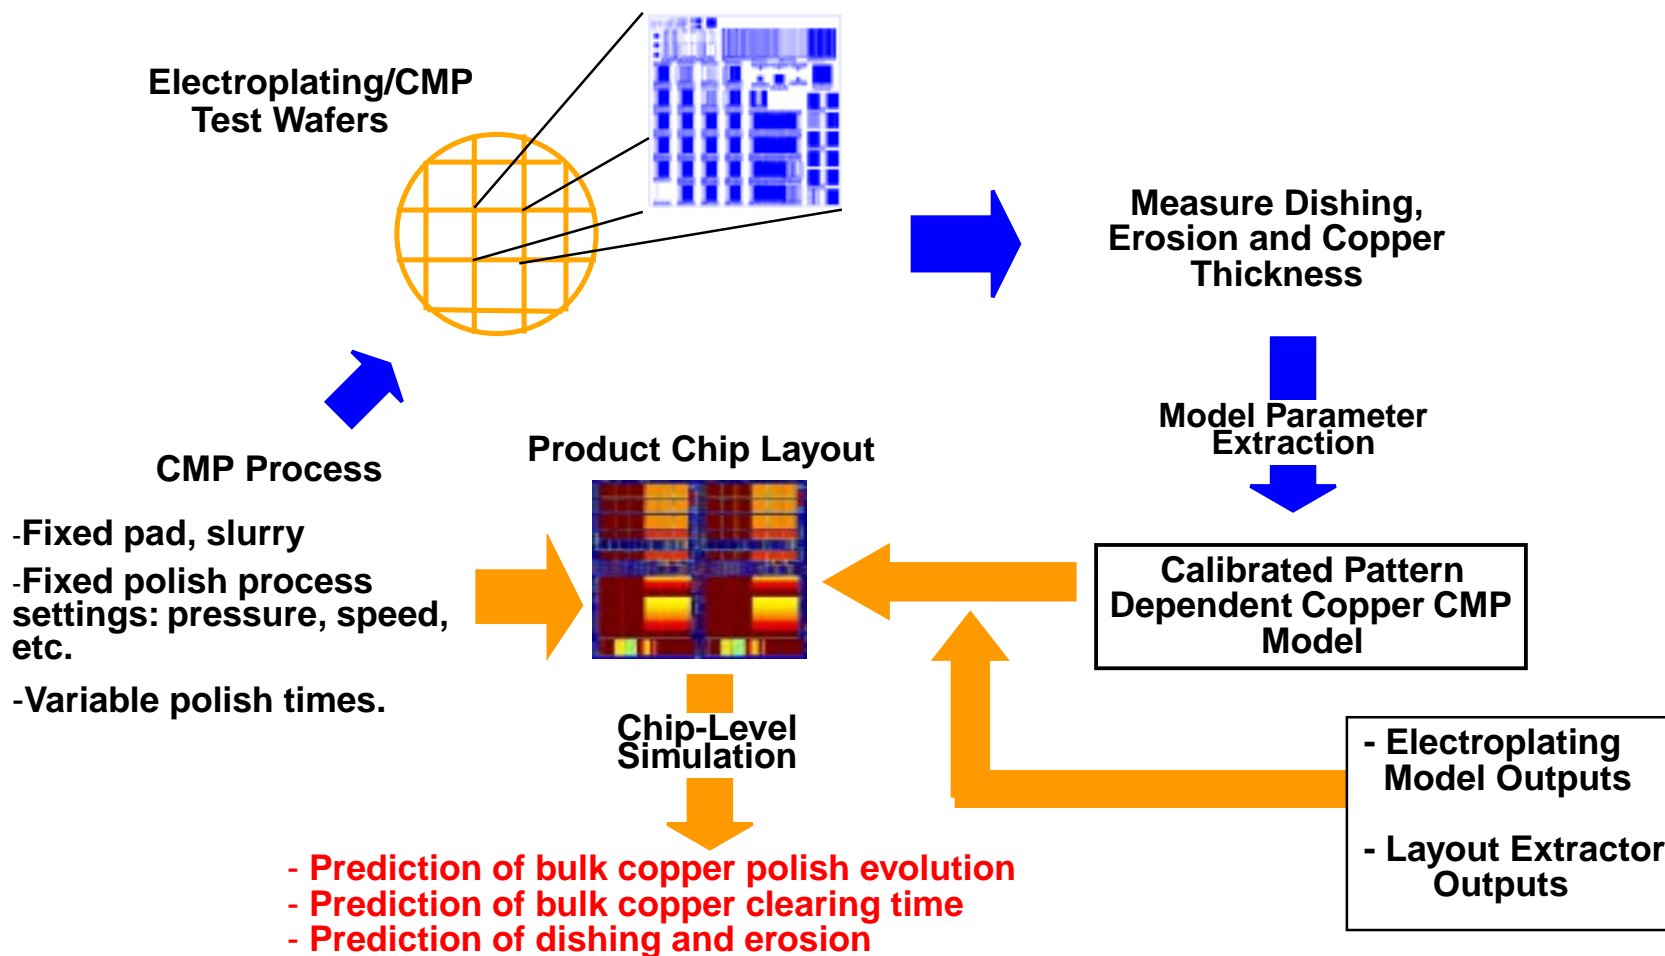 Electroplating/CMP
Test Wafers
Measure Dishing,
Erosion and Copper
Thickness
Model Parameter
Extraction
CMP Process
-Fixed pad, slurry
-Fixed polish process
settings: pressure, speed,
etc.
-Variable polish times.
Product Chip Layout
Calibrated Pattern
Dependent Copper CMP
Model
Chip-Level
Simulation
- Electroplating
Model Outputs
- Layout Extractor
Outputs
- Prediction of bulk copper polish evolution
- Prediction of bulk copper clearing time
- Prediction of dishing and erosion